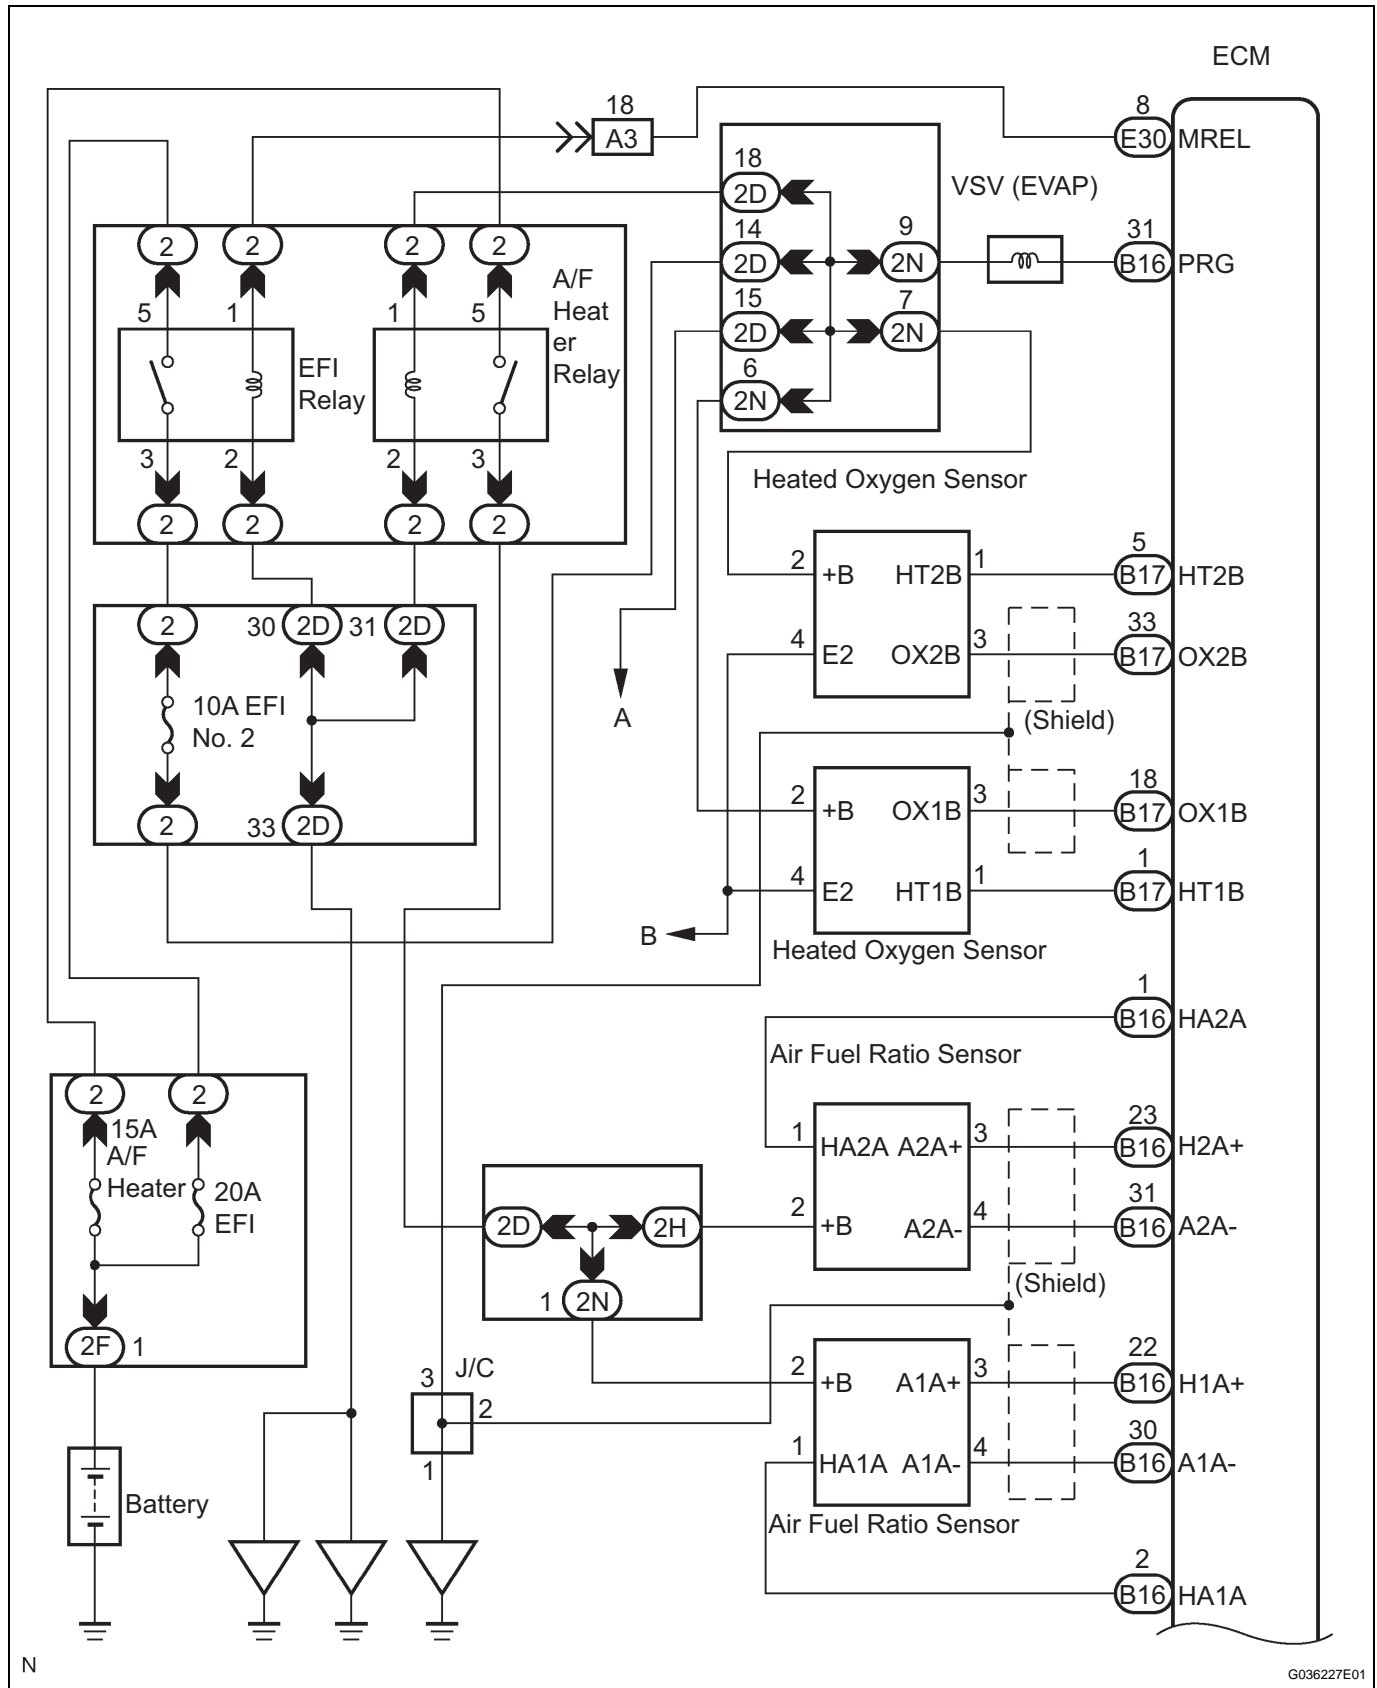 ECM
18
A3
8
E30 MREL
18
2D
VSV (EVAP)
14
2D
9
2N
31
B16 PRG
15
2D
7
2N
6
2N
2
2
2
2
A/F
Heat
er
Relay
5
1
1
5
EFI
Relay
3
2
2
3
2
2
2
2
Heated Oxygen Sensor
2
+B
HT2B
1
5
B17 HT2B
4
E2
OX2B
3
33
B17 OX2B
(Shield)
2
30 2D
31 2D
10A EFI
No. 2
A
2
33 2D
2
+B
OX1B
3
18
B17 OX1B
4
E2
HT1B
1
1
B17 HT1B
B
Heated Oxygen Sensor
1
B16 HA2A
Air Fuel Ratio Sensor
2
2
15A
A/F
Heater
20A
EFI
1
HA2A
A2A+
3
23
B16 H2A+
2D
2H
2
+B
A2A-
4
31
B16 A2A-
1 2N
(Shield)
2F 1
2
+B
A1A+
3
22
B16 H1A+
3
J/C
2
1
1
HA1A
A1A-
4
30
B16 A1A-
Battery
Air Fuel Ratio Sensor
2
B16 HA1A
N
G036227E01